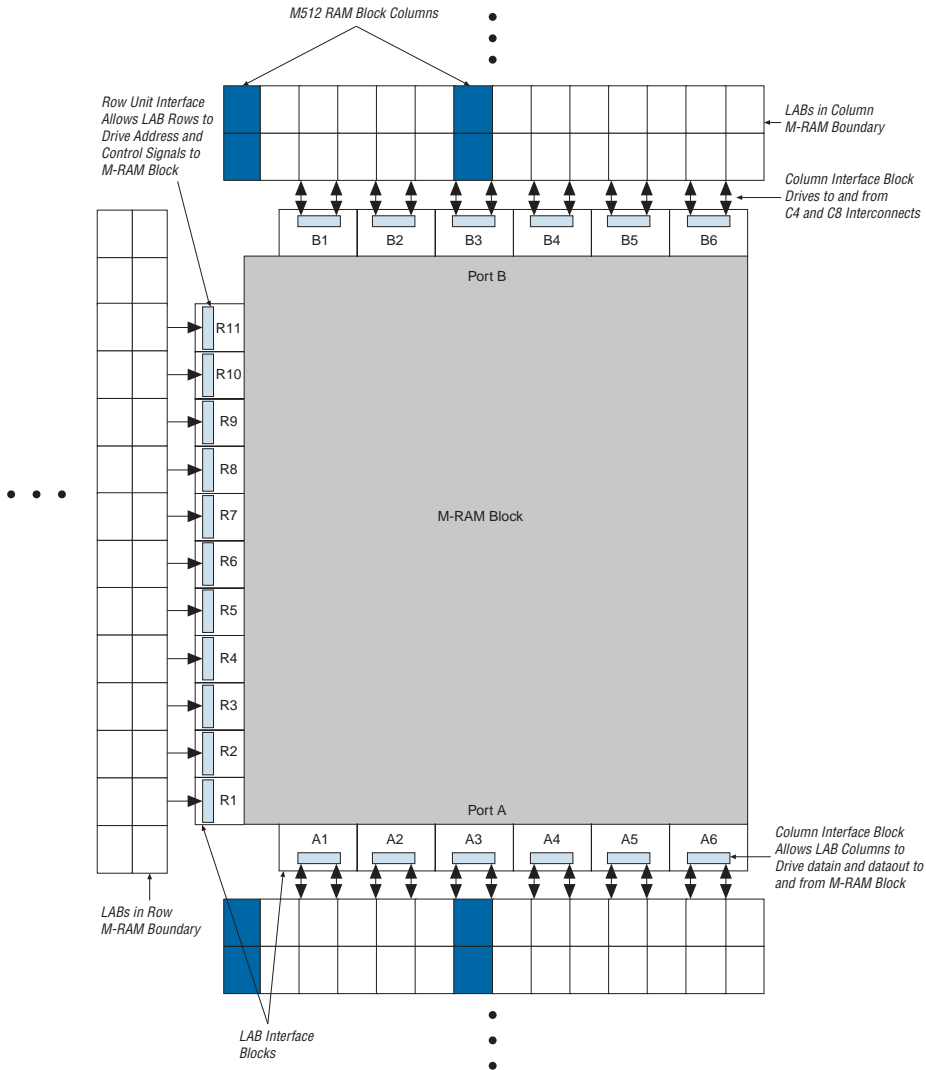 M512 RAM Block Columns
Row Unit Interface
Allows LAB Rows to
Drive Address and
Control Signals to
M-RAM Block
LABs in Column
M-RAM Boundary
Column Interface Block
Drives to and from
C4 and C8 Interconnects
B1 B2 B3 B4 B5 B6
Port B
R11
R10
R9
R8
R7
M-RAM Block
R6
R5
R4
R3
R2
R1
Port A
A1 A2 A3 A4 A5 A6
Column Interface Block
Allows LAB Columns to
Drive datain and dataout to
and from M-RAM Block
LABs in Row
M-RAM Boundary
LAB Interface
Blocks